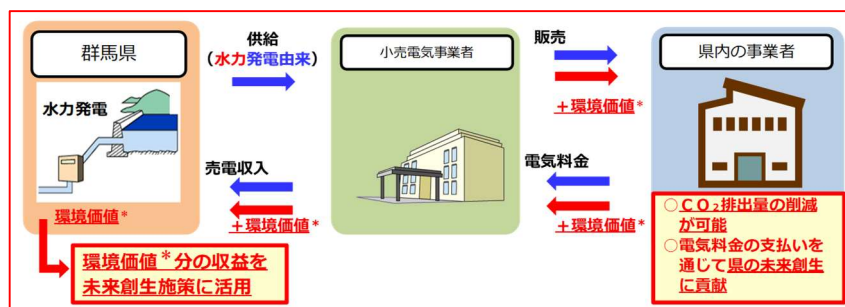 群馬県
水力発電
環境価値*
環境価値*分の収益を
未来創生施策に活用
供給
(水力発電由来)
売電収入
+環境価値*
小売電気事業者
販売
+環境価値*
電気料金
+環境価値*
県内の事業者
○CO₂排出量の削減
が可能
○電気料金の支払いを
通じて県の未来創生
に貢献